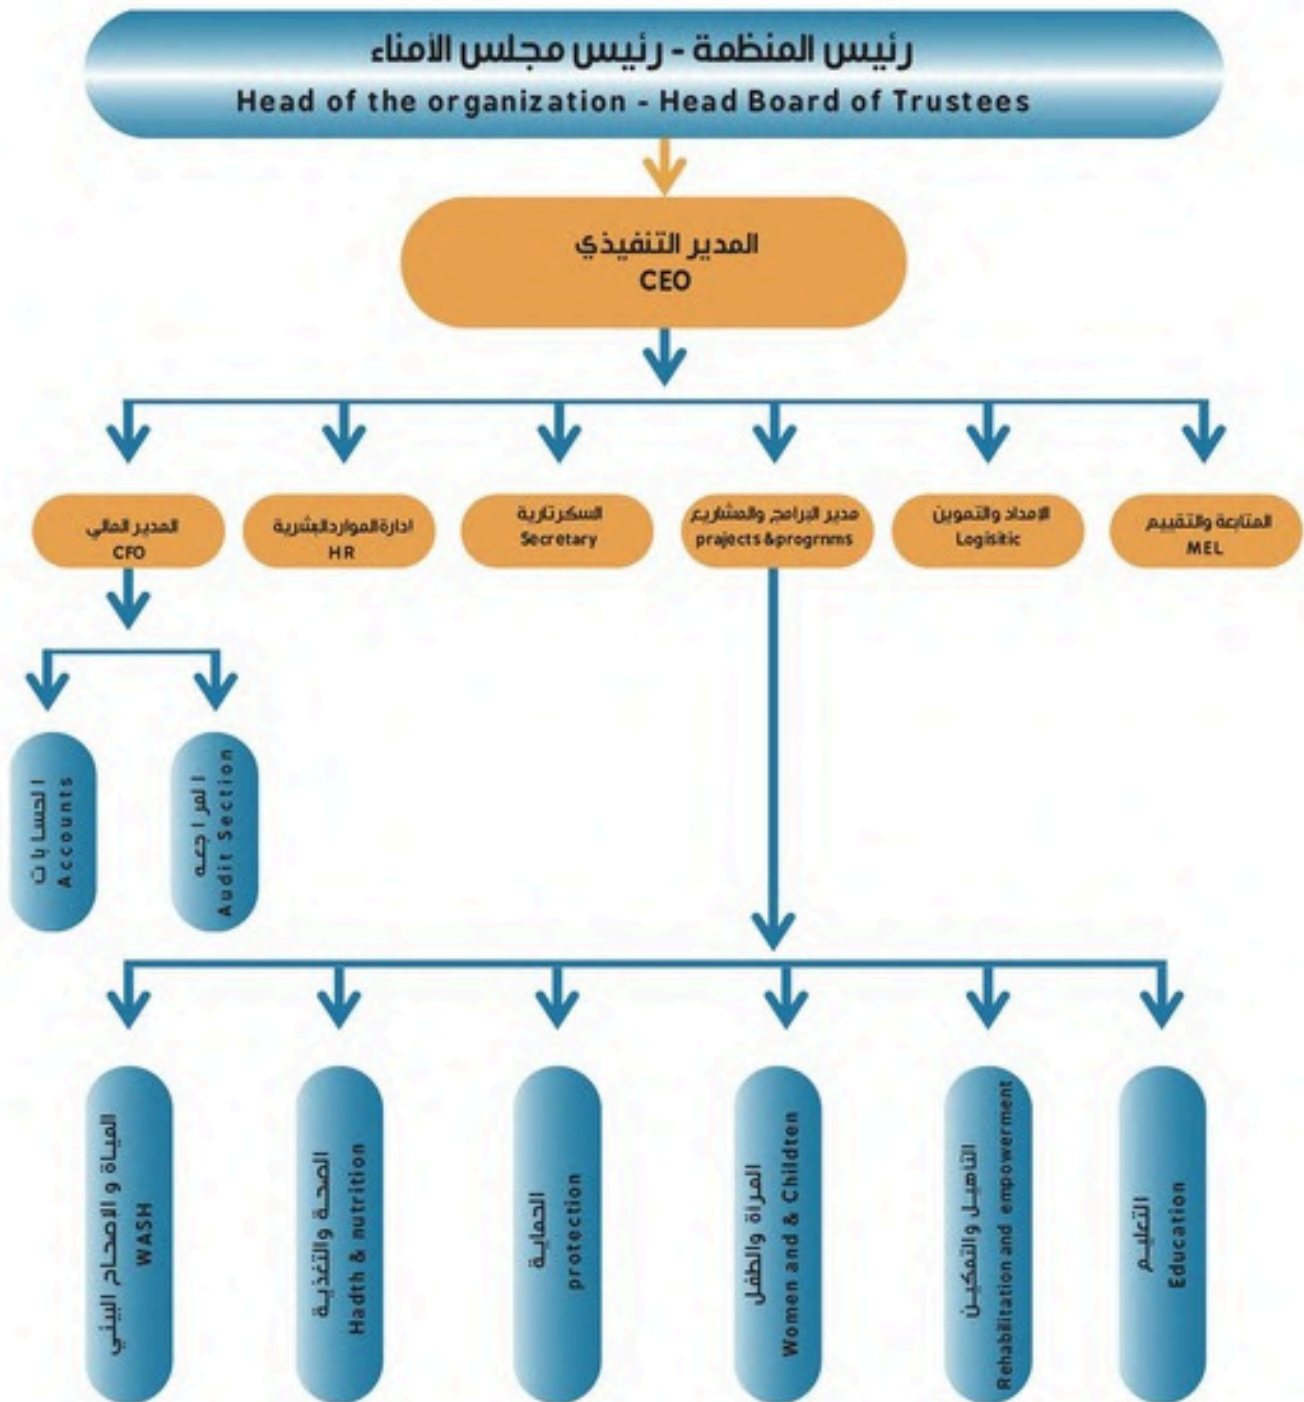 رئيس المنظمة - رئيس مجلس الأمناء
Head of the organization - Head Board of Trustees
المدير التنفيذي
CEO
المدير المالي
CFO
ادارة الموارد البشرية
HR
السكرتارية
Secretary
مدير البرامج والمشاريع
prajects &progrnms
الإمداد والتموين
Logisitic
المتابعة والتقييم
MEL
الحسابات
Accounts
المراجعه
Audit Section
المياة و الاصحاح البيئي
WASH
الصحة والتغذية
Hadth & nutrition
الحماية
protection
المراة والطفل
Women and & Childten
التاهيل والتمكين
Rehabilitation and empowerment
التعليم
Education